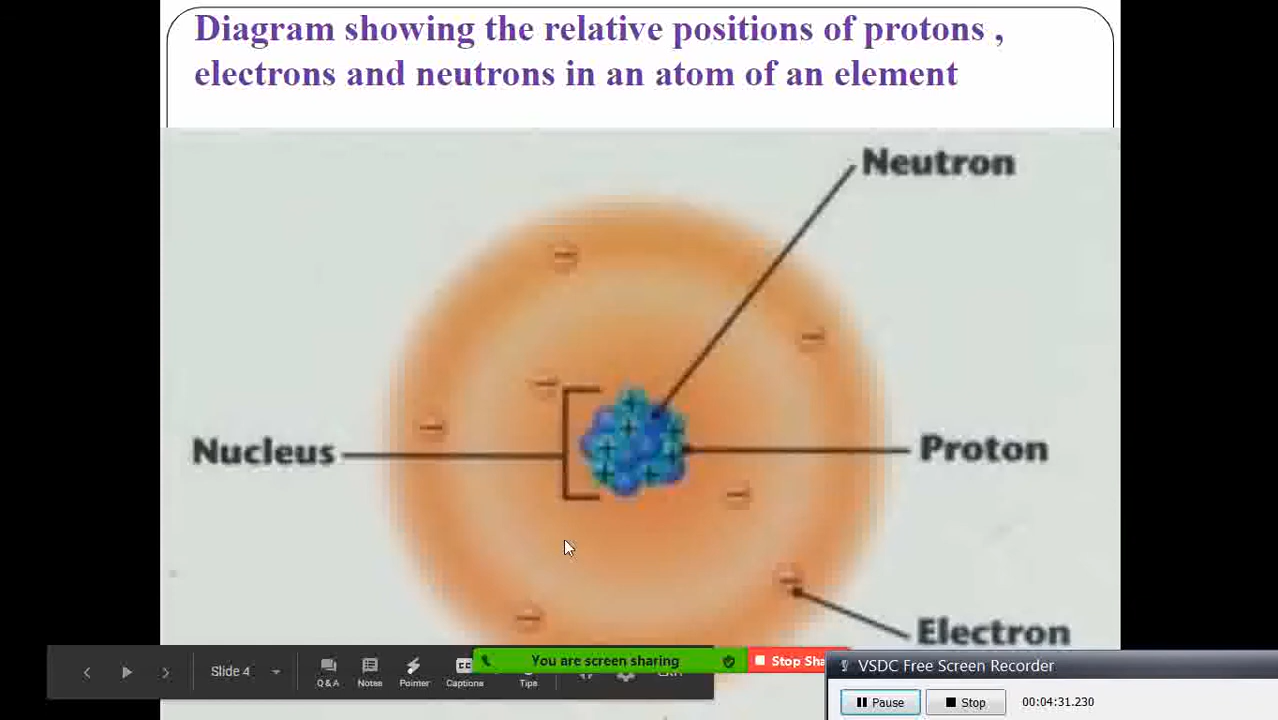 Diagram showing the relative positions of protons ,
electrons and neutrons in an atom of an element
Neutron
Nucleus
Proton
Electron
Slide 4
Q & A
Notes
Pointer
Captions
Tips
You are screen sharing
Stop Sha
VSDC Free Screen Recorder
Pause
Stop
00:04:31.230